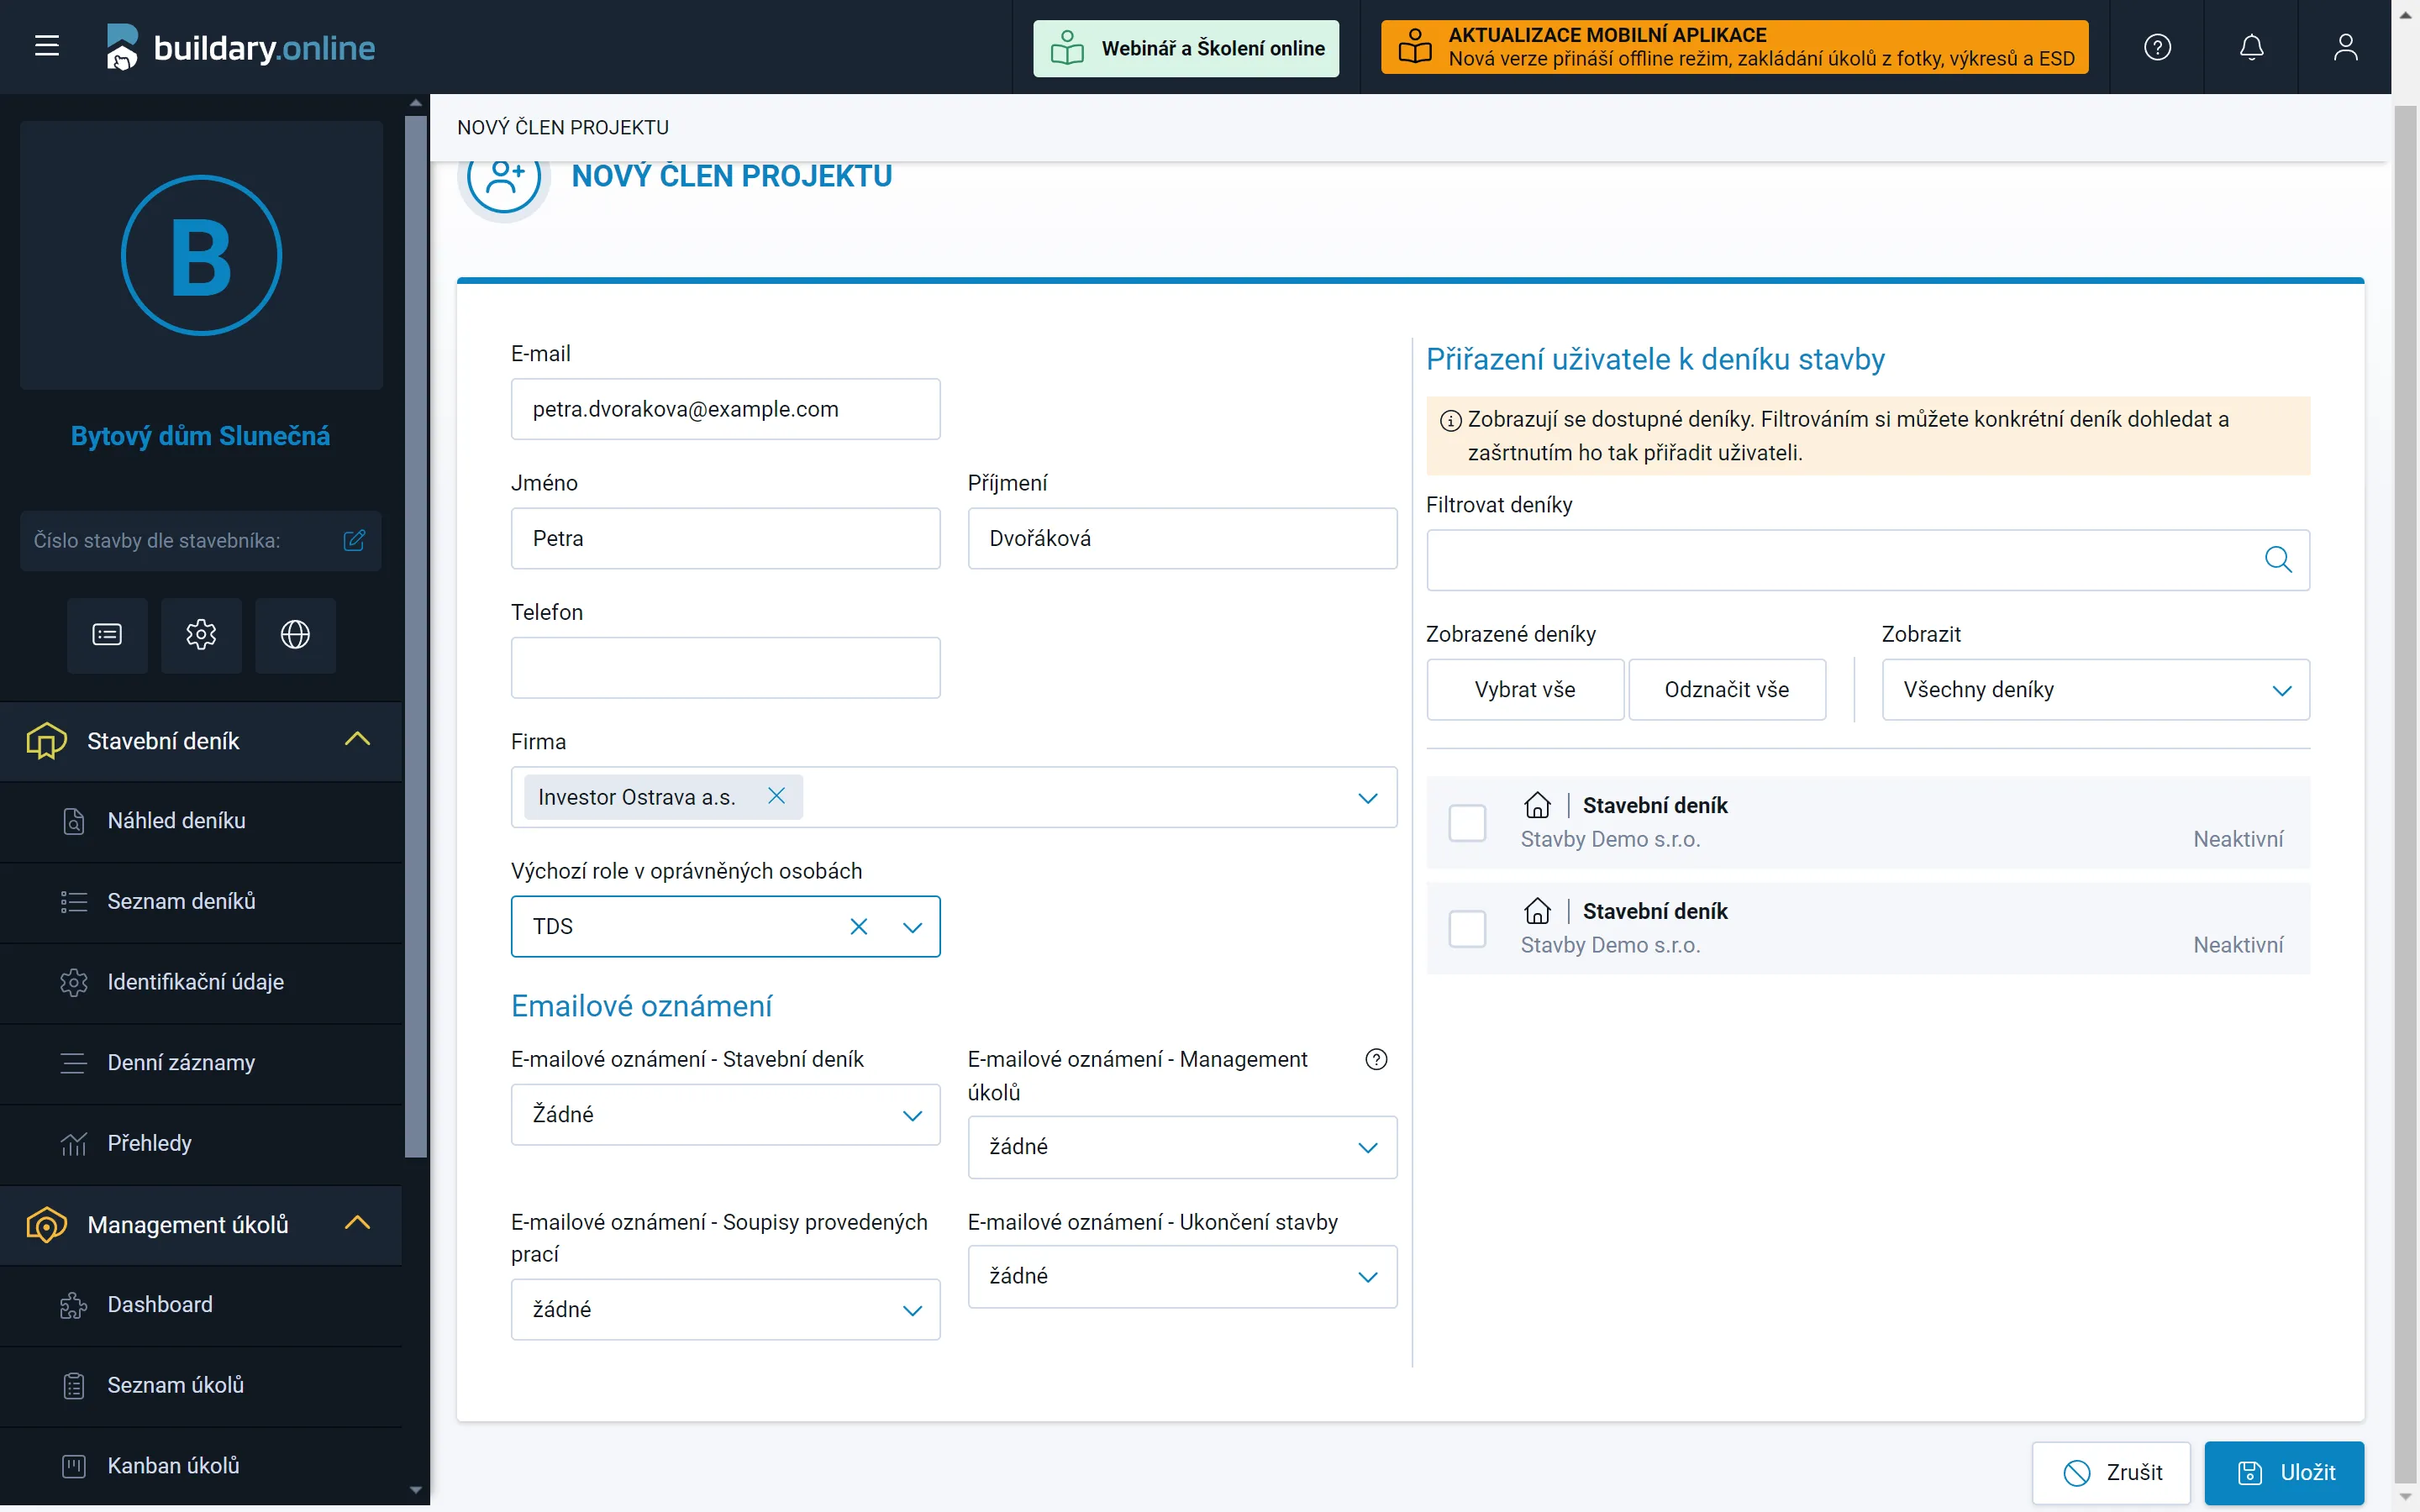 buildary.online
Webinář a Školení online
AKTUALIZACE MOBILNÍ APLIKACE
Nová verze přináší offline režim, zakládání úkolů z fotky, výkresů a ESD
B
Bytový dům Slunečná
Číslo stavby dle stavebníka:
Stavební deník
Náhled deníku
Seznam deníků
Identifikační údaje
Denní záznamy
Přehledy
Management úkolů
Dashboard
Seznam úkolů
Kanban úkolů
NOVÝ ČLEN PROJEKTU
NOVÝ ČLEN PROJEKTU
E-mail
petra.dvorakova@example.com
Jméno
Příjmení
Petra
Dvořáková
Telefon
Firma
Investor Ostrava a.s.
Výchozí role v oprávněných osobách
TDS
Emailové oznámení
E-mailové oznámení - Stavební deník
Žádné
E-mailové oznámení - Management
úkolů
žádné
E-mailové oznámení - Soupisy provedených
prací
žádné
E-mailové oznámení - Ukončení stavby
žádné
Přiřazení uživatele k deníku stavby
Zobrazují se dostupné deníky. Filtrováním si můžete konkrétní deník dohledat a
zašrtnutím ho tak přiřadit uživateli.
Filtrovat deníky
Zobrazené deníky
Zobrazit
Vybrat vše
Odznačit vše
Všechny deníky
Stavební deník
Stavby Demo s.r.o.
Neaktivní
Stavební deník
Stavby Demo s.r.o.
Neaktivní
Zrušit
Uložit